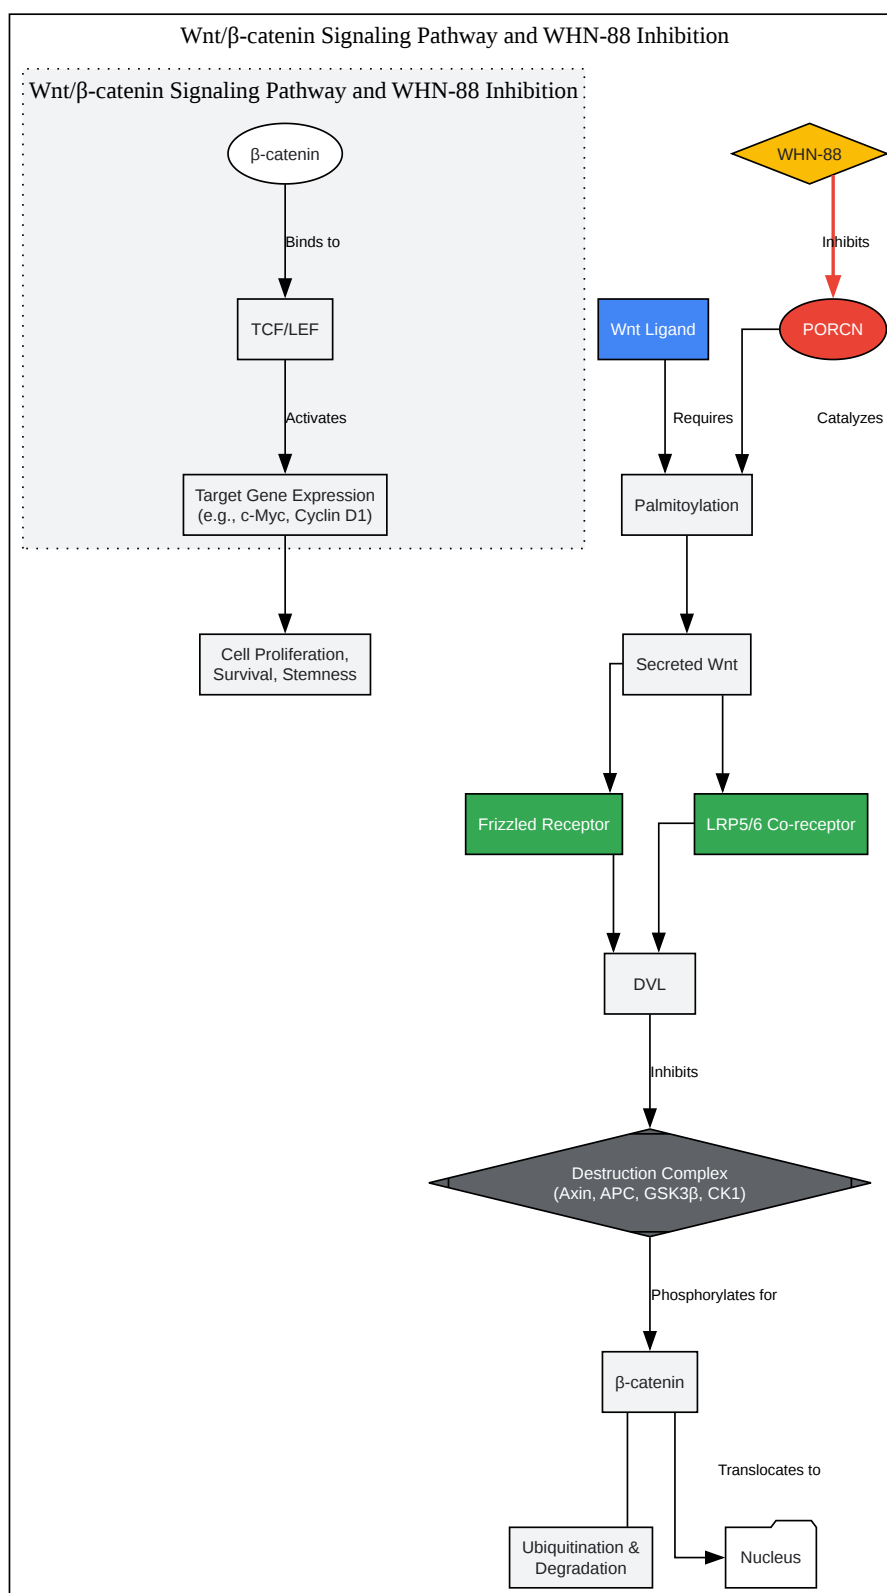 Wnt/β-catenin Signaling Pathway and WHN-88 Inhibition
Wnt/β-catenin Signaling Pathway and WHN-88 Inhibition
β-catenin
WHN-88
Binds to
Inhibits
TCF/LEF
Wnt Ligand
PORCN
Activates
Requires
Catalyzes
Target Gene Expression
(e.g., c-Myc, Cyclin D1)
Palmitoylation
Cell Proliferation,
Survival, Stemness
Secreted Wnt
Frizzled Receptor
LRP5/6 Co-receptor
DVL
Inhibits
Destruction Complex
(Axin, APC, GSK3β, CK1)
Phosphorylates for
β-catenin
Translocates to
Ubiquitination &
Degradation
Nucleus